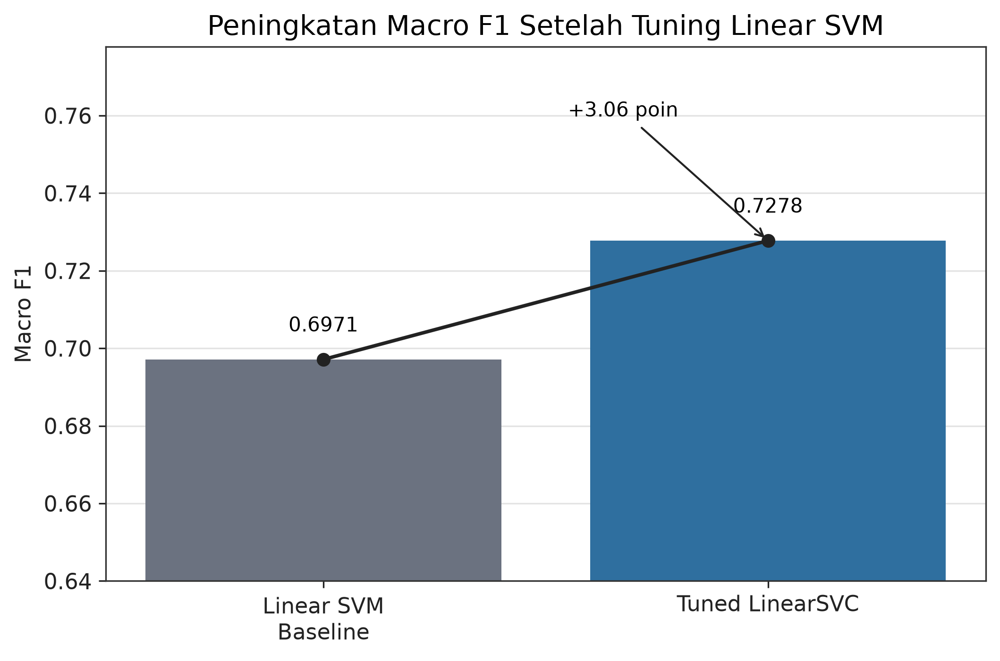 Peningkatan Macro F1 Setelah Tuning Linear SVM
Macro F1
0.76
0.74
0.72
0.70
0.68
0.66
0.64
+3.06 poin
0.7278
0.6971
Linear SVM
Baseline
Tuned LinearSVC